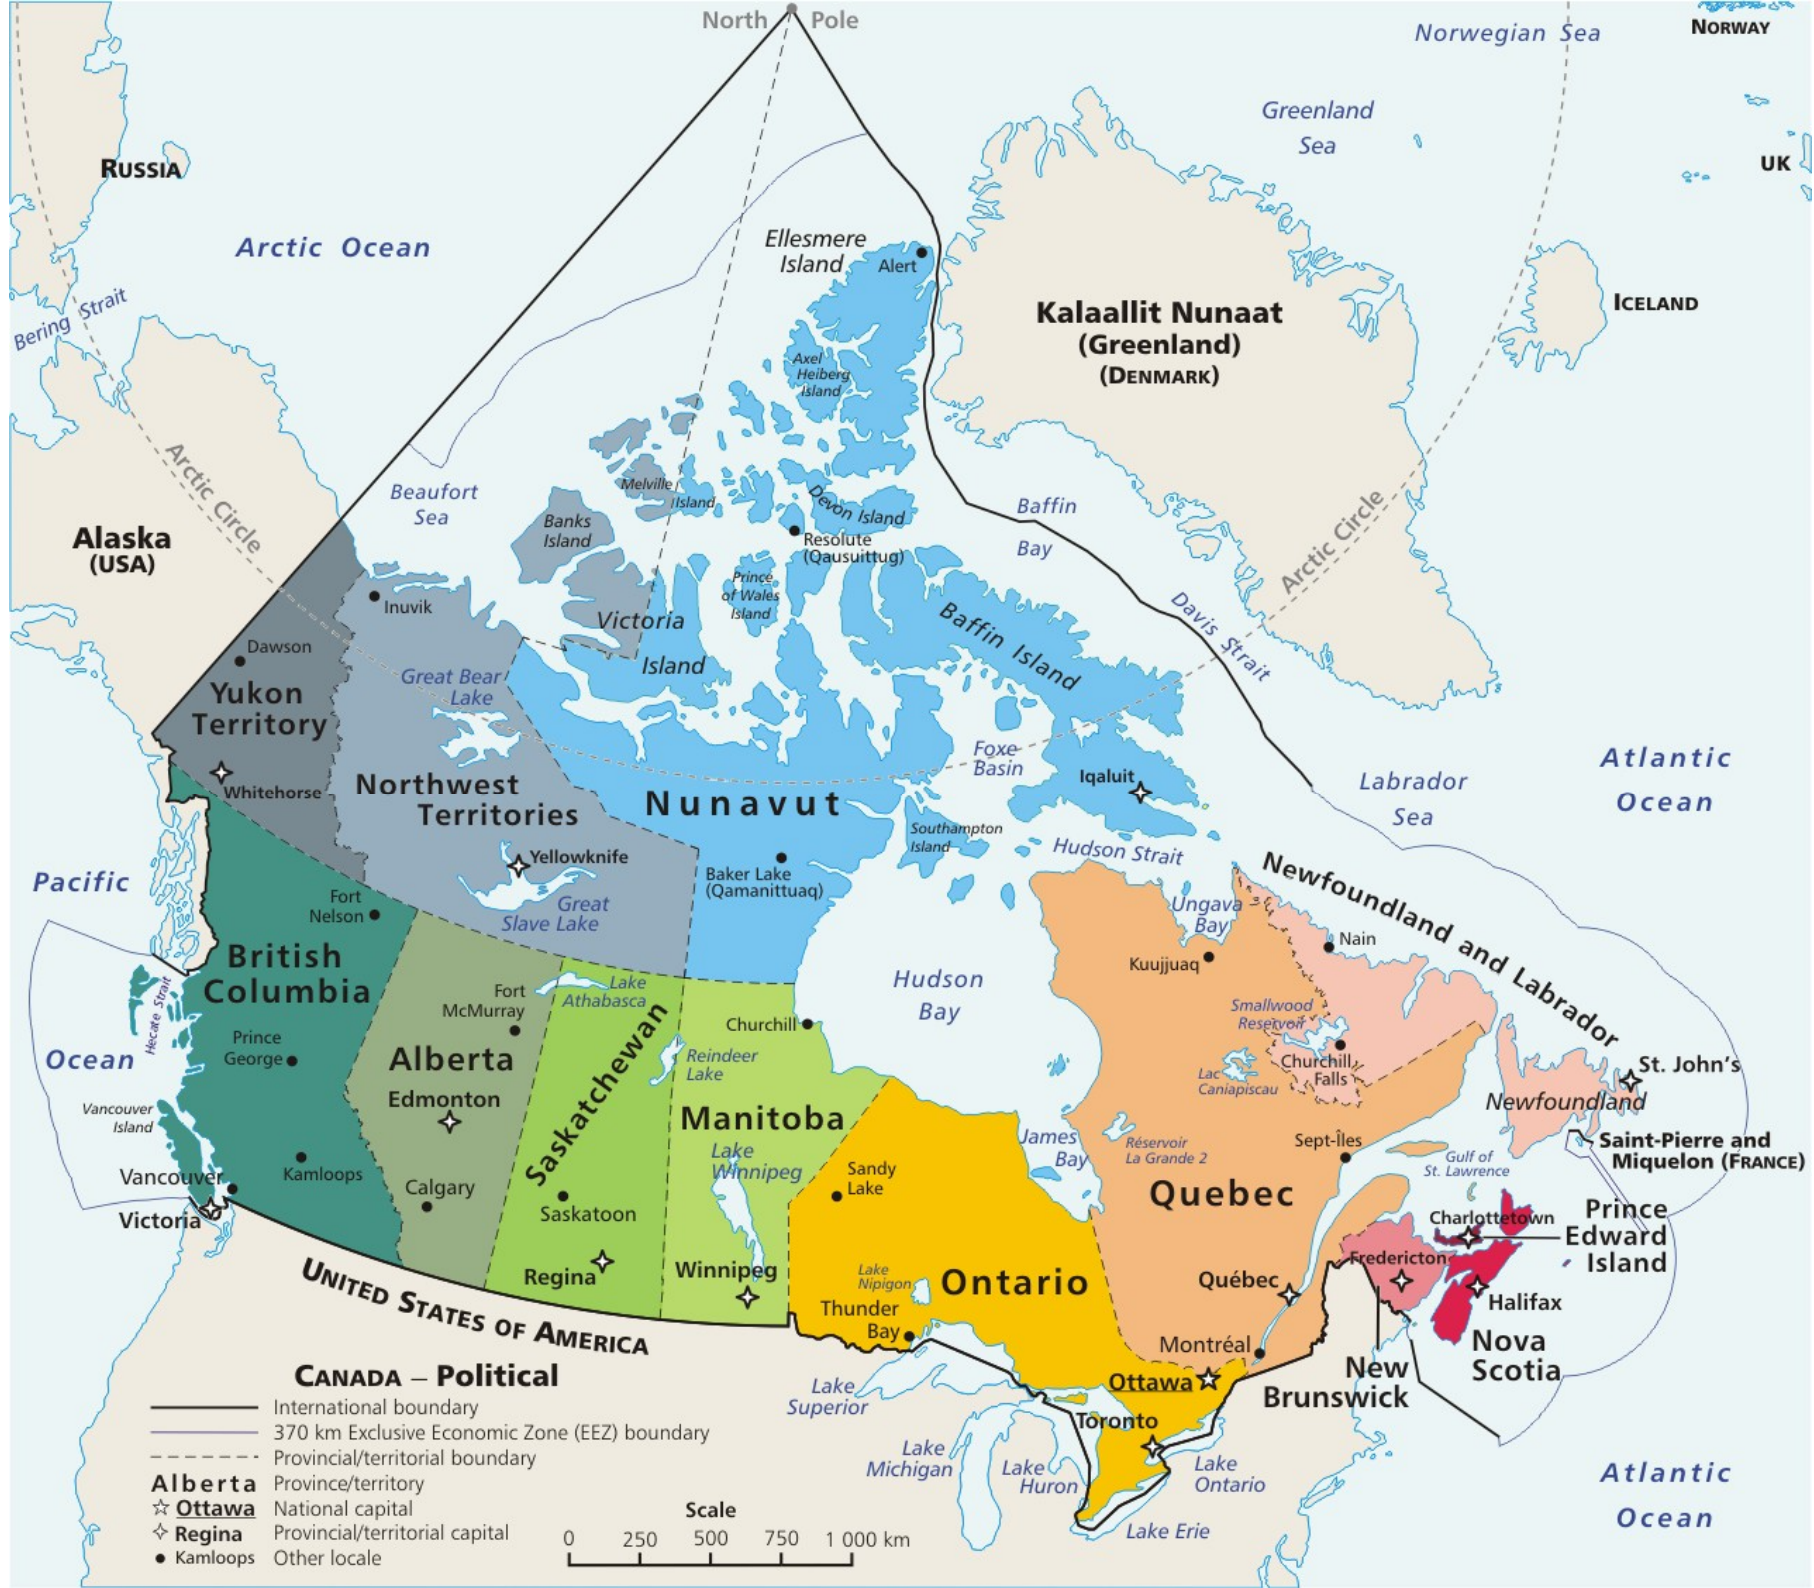 North Pole
Norwegian Sea
NORWAY
Greenland
Sea
RUSSIA
UK
Arctic Ocean
Ellesmere
Island
Alert
Bering Strait
Kalaallit Nunaat
(Greenland)
(DENMARK)
ICELAND
Axel
Heiberg
Island
Arctic Circle
Beaufort
Sea
Melville
Island
Devon Island
Baffin
Bay
Arctic Circle
Alaska
(USA)
Banks
Island
Resolute
(Qausuittug)
Prince
of Wales
Island
Inuvik
Victoria
Island
Baffin Island
Davis Strait
Dawson
Yukon
Territory
Great Bear
Lake
Whitehorse
Northwest
Territories
Nunavut
Foxe
Basin
Iqaluit
Labrador
Sea
Atlantic
Ocean
Southampton
Island
Hudson Strait
Yellowknife
Great
Slave Lake
Baker Lake
(Qamanittuaq)
Pacific
Ocean
Fort
Nelson
British
Columbia
Hecate Strait
Prince
George
Vancouver
Island
Vancouver
Victoria
Kamloops
Fort
McMurray
Alberta
Edmonton
Calgary
Lake
Athabasca
Saskatchewan
Saskatoon
Regina
Reindeer
Lake
Churchill
Manitoba
Lake
Winnipeg
Winnipeg
Hudson
Bay
James
Bay
Sandy
Lake
Lake
Nipigon
Ontario
Thunder
Bay
Ungava
Bay
Kuujjuaq
Nain
Newfoundland and Labrador
Smallwood
Reservoir
Churchill
Falls
Lac
Caniapiscau
Réservoir
La Grande 2
Sept-Îles
Quebec
Québec
Montréal
Ottawa
Toronto
St. John's
Newfoundland
Gulf of
St. Lawrence
Saint-Pierre and
Miquelon (FRANCE)
Charlottetown
Prince
Edward
Island
Fredericton
Halifax
Nova
Scotia
New
Brunswick
UNITED STATES OF AMERICA
Lake
Superior
Lake
Michigan
Lake
Huron
Lake
Ontario
Lake Erie
Atlantic
Ocean
CANADA – Political
International boundary
370 km Exclusive Economic Zone (EEZ) boundary
Provincial/territorial boundary
Alberta Province/territory
Ottawa National capital
Regina Provincial/territorial capital
Kamloops Other locale
Scale
0 250 500 750 1 000 km